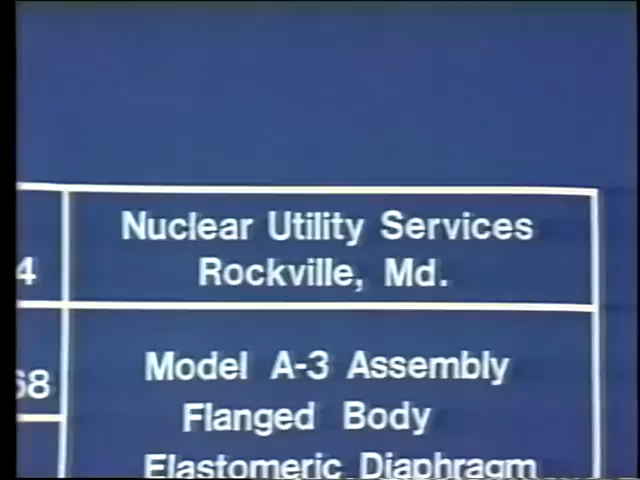 Nuclear Utility Services
4 Rockville, Md.
Model A-3 Assembly
68
Flanged Body
Elastomeric Diaphragm